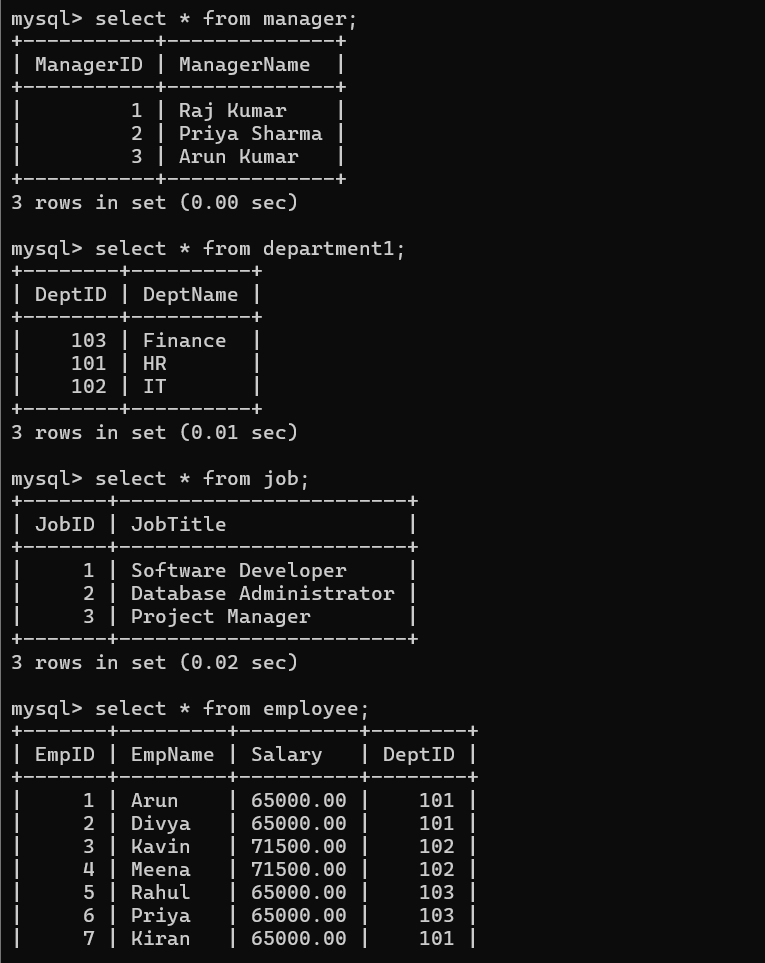 mysql> select * from manager;
+-----------+--------------+
| ManagerID | ManagerName  |
+-----------+--------------+
|         1 | Raj Kumar    |
|         2 | Priya Sharma |
|         3 | Arun Kumar   |
+-----------+--------------+
3 rows in set (0.00 sec)

mysql> select * from department1;
+--------+----------+
| DeptID | DeptName |
+--------+----------+
|    103 | Finance  |
|    101 | HR       |
|    102 | IT       |
+--------+----------+
3 rows in set (0.01 sec)

mysql> select * from job;
+-------+------------------------+
| JobID | JobTitle               |
+-------+------------------------+
|     1 | Software Developer     |
|     2 | Database Administrator |
|     3 | Project Manager        |
+-------+------------------------+
3 rows in set (0.02 sec)

mysql> select * from employee;
+-------+---------+----------+--------+
| EmpID | EmpName | Salary   | DeptID |
+-------+---------+----------+--------+
|     1 | Arun    | 65000.00 |    101 |
|     2 | Divya   | 65000.00 |    101 |
|     3 | Kavin   | 71500.00 |    102 |
|     4 | Meena   | 71500.00 |    102 |
|     5 | Rahul   | 65000.00 |    103 |
|     6 | Priya   | 65000.00 |    103 |
|     7 | Kiran   | 65000.00 |    101 |